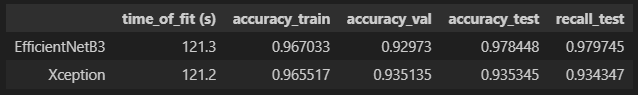 time_of_fit (s) accuracy_train accuracy_val accuracy_test recall_test
EfficientNetB3 121.3 0.967033 0.92973 0.978448 0.979745
Xception 121.2 0.965517 0.935135 0.935345 0.934347